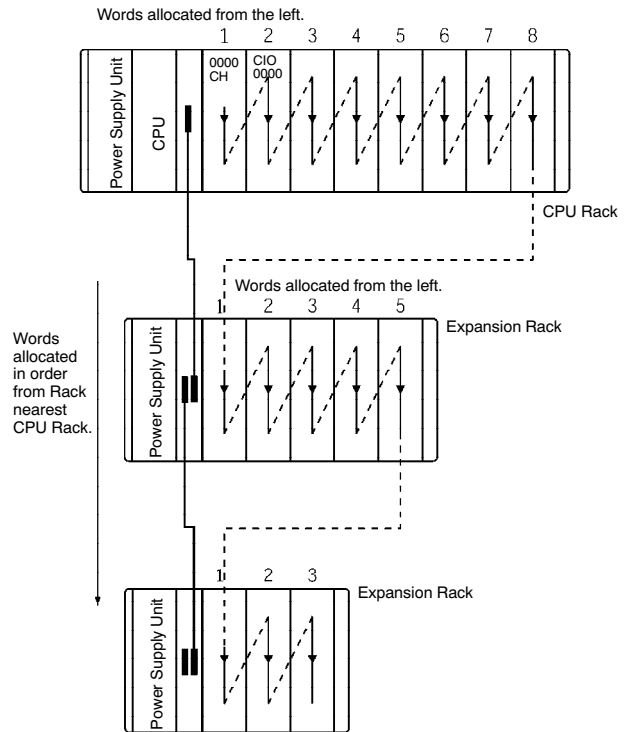 Words allocated from the left.
1 2 3 4 5 6 7 8
0000
CH
CIO
0000
Power Supply Unit
CPU
CPU Rack
Words allocated from the left.
1 2 3 4 5
Expansion Rack
Words
allocated
in order
from Rack
nearest
CPU Rack.
Power Supply Unit
1 2 3
Expansion Rack
Power Supply Unit